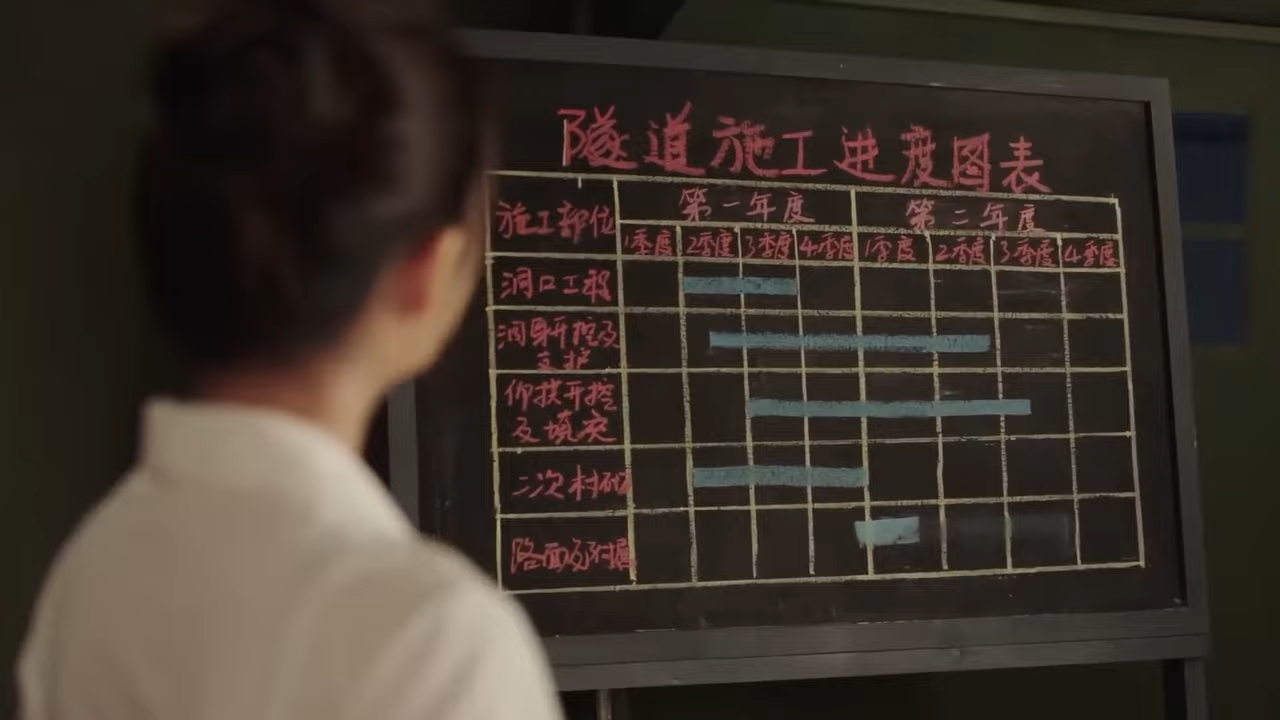 隧道施工进度图表
施工部位 第一年度 第二年度
1季度 2季度 3季度 4季度 1季度 2季度 3季度 4季度
洞口工程
洞身开挖及
支护
仰拱开挖
及填充
二次衬砌
路面及附属